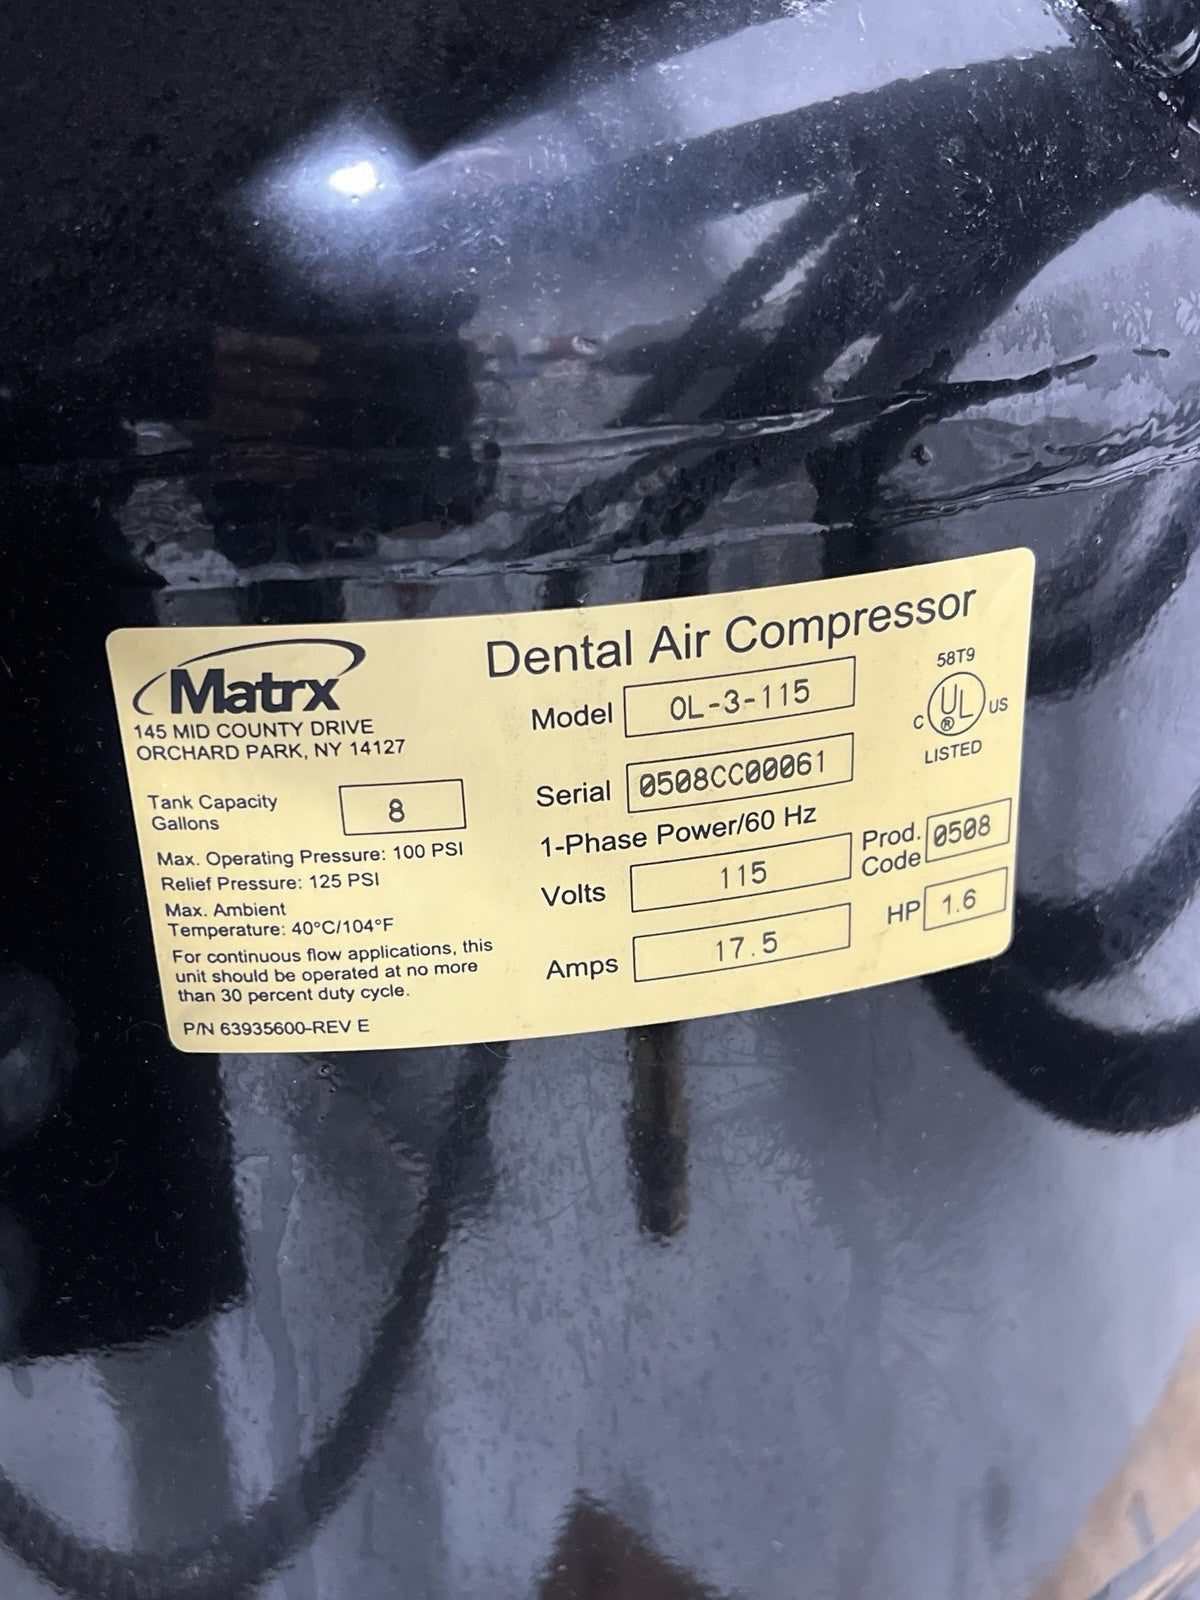 Matrx
145 MID COUNTY DRIVE
ORCHARD PARK, NY 14127
Tank Capacity
Gallons
8
Max. Operating Pressure: 100 PSI
Relief Pressure: 125 PSI
Max. Ambient
Temperature: 40°C/104°F
For continuous flow applications, this
unit should be operated at no more
than 30 percent duty cycle.
P/N 63935600-REV E
Dental Air Compressor
Model OL-3-115
Serial 0508CC00061
1-Phase Power/60 Hz
Volts 115
Amps 17.5
58T9
C UL ® US
LISTED
Prod.
Code 0508
HP 1.6